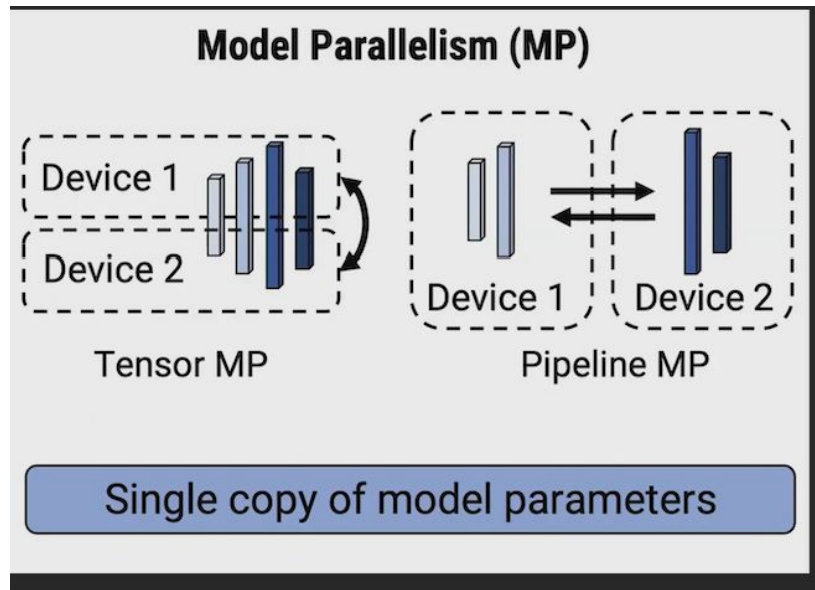 Model Parallelism (MP)
Device 1
Device 2
Tensor MP
Device 1
Device 2
Pipeline MP
Single copy of model parameters